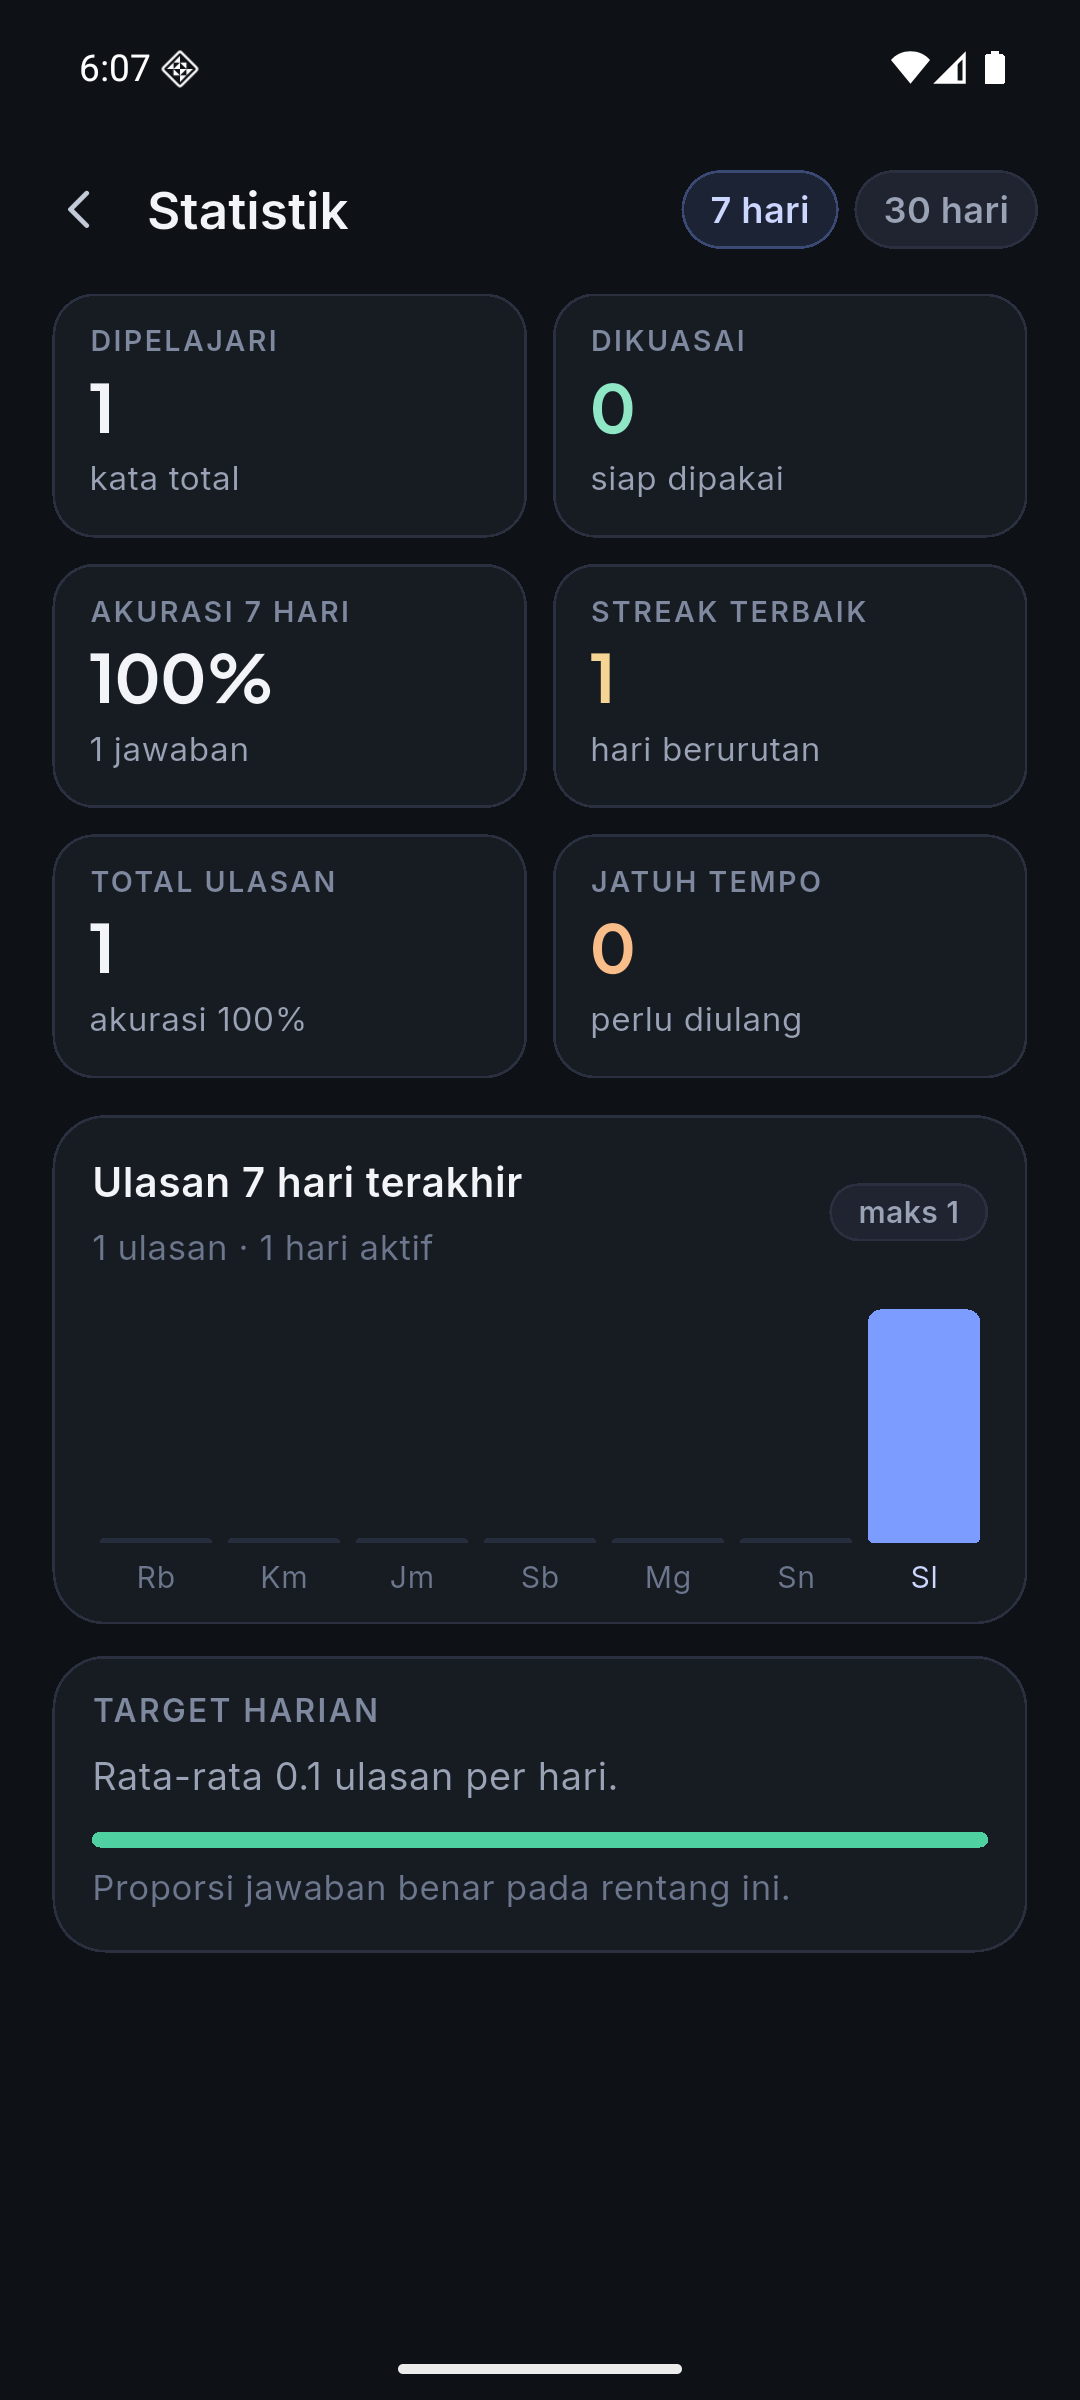 6:07
Statistik
7 hari
30 hari
DIPELAJARI
1
kata total
DIKUASAI
0
siap dipakai
AKURASI 7 HARI
100%
1 jawaban
STREAK TERBAIK
1
hari berurutan
TOTAL ULASAN
1
akurasi 100%
JATUH TEMPO
0
perlu diulang
Ulasan 7 hari terakhir
1 ulasan · 1 hari aktif
maks 1
Rb Km Jm Sb Mg Sn Sl
TARGET HARIAN
Rata-rata 0.1 ulasan per hari.
Proporsi jawaban benar pada rentang ini.